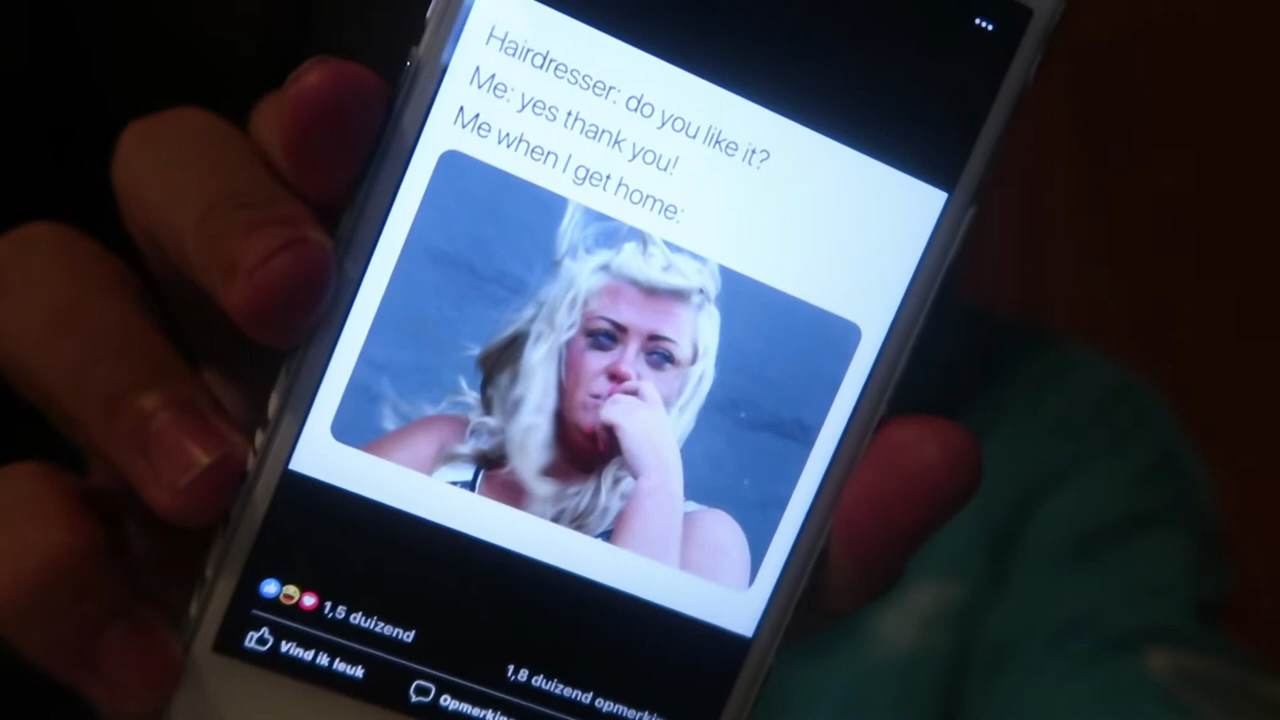 Hairdresser: do you like it?
Me: yes thank you!
Me when I get home:
1,5 duizend
1,8 duizend
Vind ik leuk